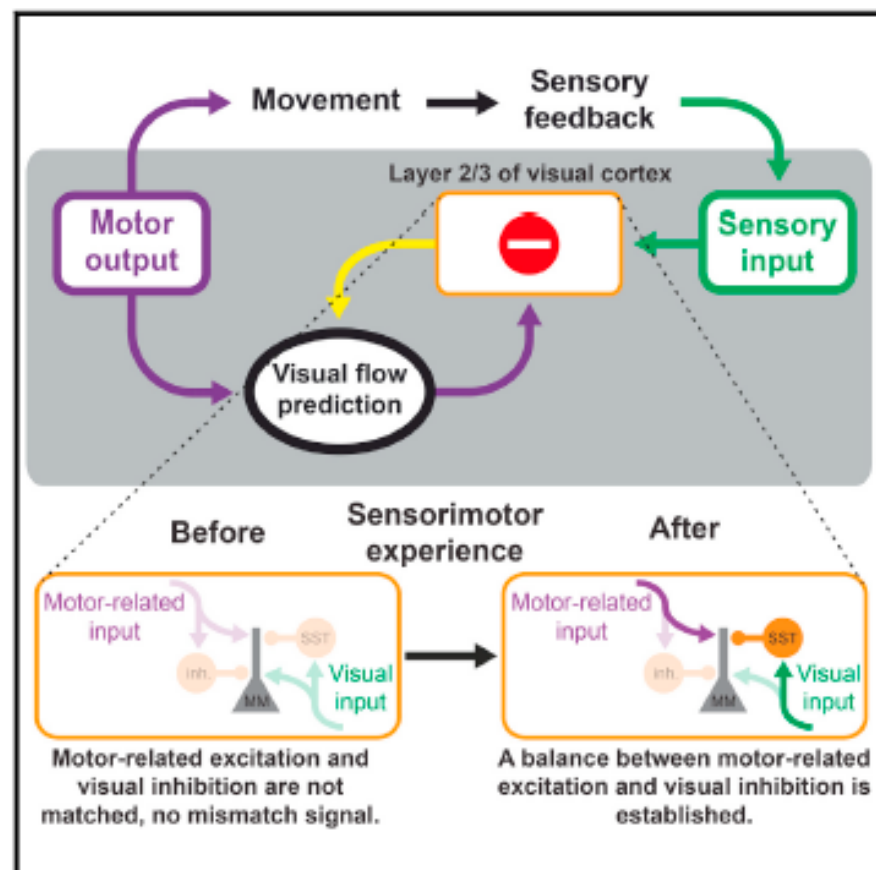 Movement
Sensory
feedback
Layer 2/3 of visual cortex
Motor
output
Sensory
input
Visual flow
prediction
Before
Sensorimotor
experience
After
Motor-related
input
SST
inh.
MM
Visual
input
Motor-related
input
SST
inh.
MM
Visual
input
Motor-related excitation and
visual inhibition are not
matched, no mismatch signal.
A balance between motor-related
excitation and visual inhibition is
established.